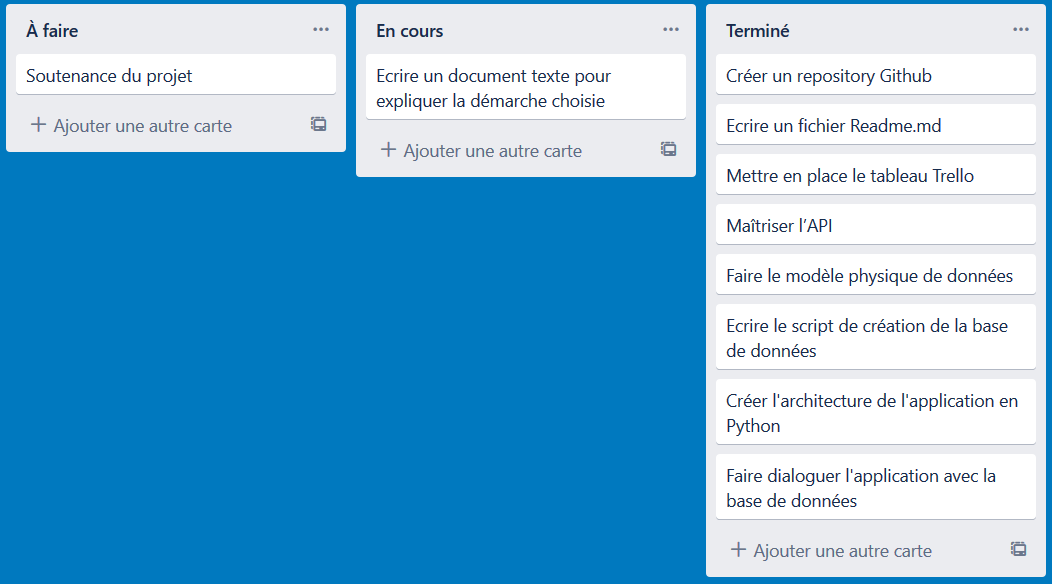 À faire
Soutenance du projet
Ajouter une autre carte
En cours
Ecrire un document texte pour
expliquer la démarche choisie
Ajouter une autre carte
Terminé
Créer un repository Github
Ecrire un fichier Readme.md
Mettre en place le tableau Trello
Maîtriser l’API
Faire le modèle physique de données
Ecrire le script de création de la base
de données
Créer l'architecture de l'application en
Python
Faire dialoguer l'application avec la
base de données
Ajouter une autre carte